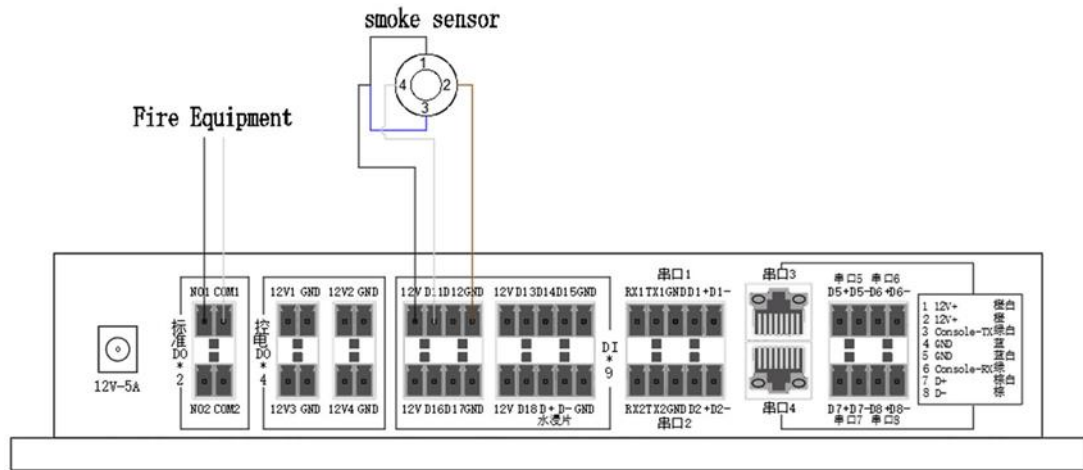 smoke sensor
1
4
2
3
Fire Equipment
串口1
串口3
串口5 串口6
NO1 COM1
12V1 GND
12V2 GND
12V D11D12GND
12V D13D14D15GND
RX1TX1GNDD1+D1-
D5+D5-D6+D6-
标准DO*2
控电DO*4
DI*9
12V-5A
1 12V+ 橙白
2 12V+ 橙
3 Console-TX 绿白
4 GND 蓝
5 GND 蓝白
6 Console-RX 绿
7 D+ 棕白
8 D- 棕
NO2 COM2
12V3 GND
12V4 GND
12V D16D17GND
12V D18 D+ D- GND
水浸片
RX2TX2GNDD2+D2-
串口2
串口4
D7+D7-D8+D8-
串口7 串口8